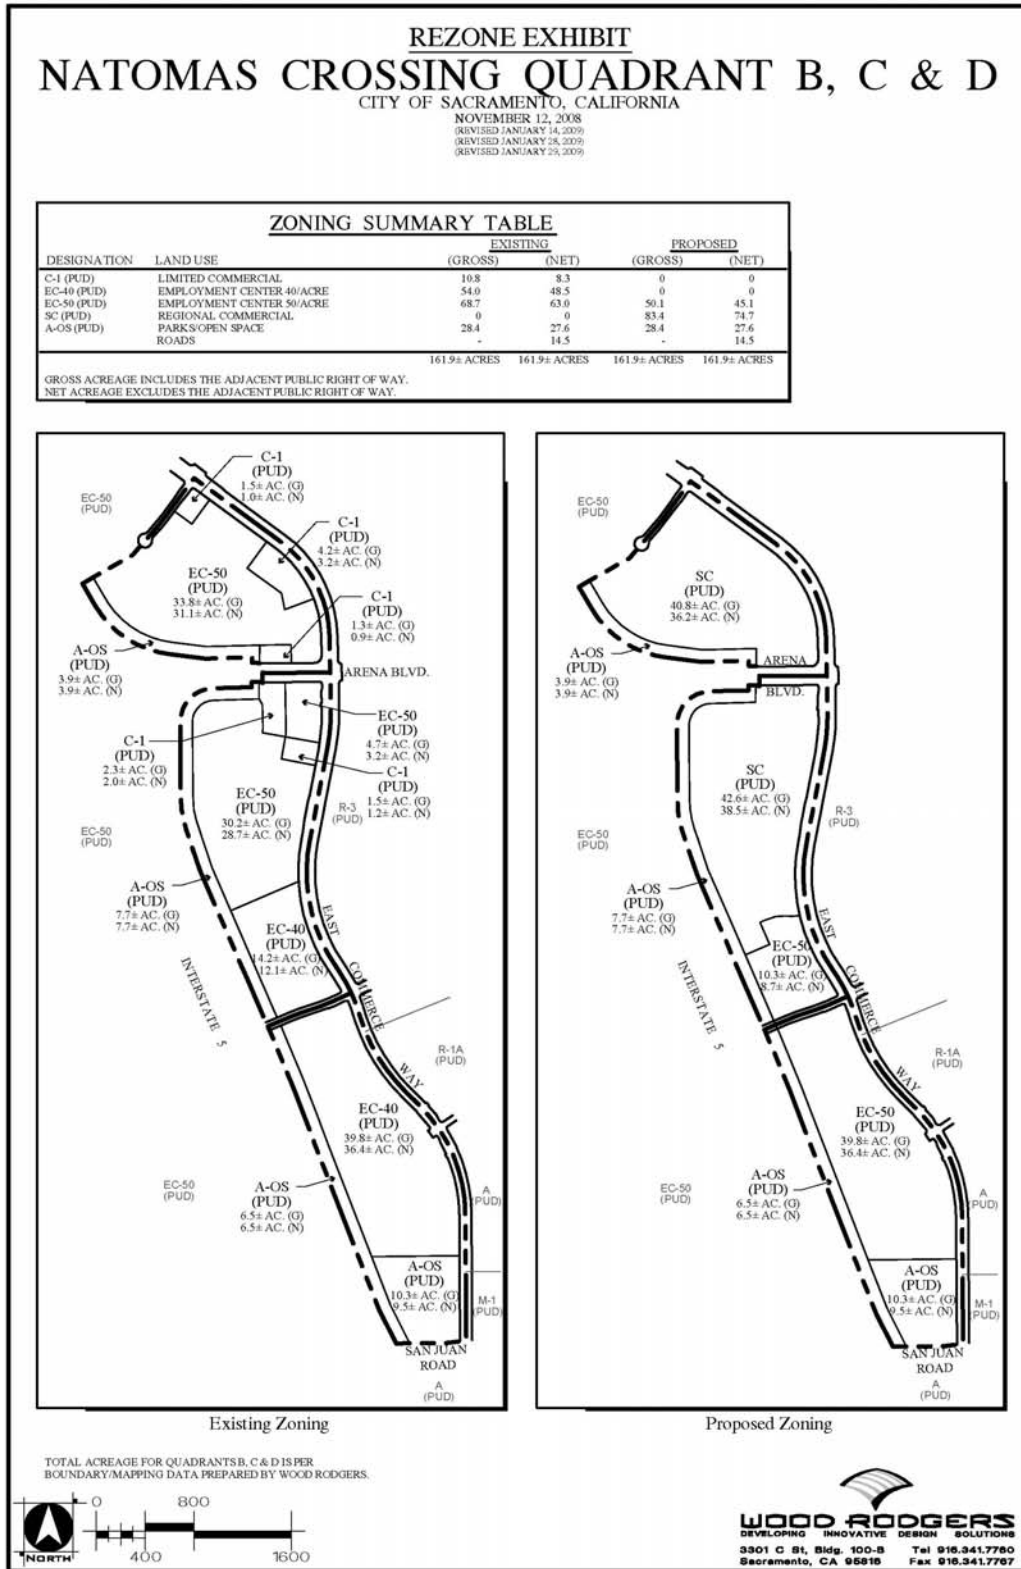 REZONE EXHIBIT
NATOMAS CROSSING QUADRANT B, C & D
CITY OF SACRAMENTO, CALIFORNIA
NOVEMBER 12, 2008
(REVISED JANUARY 14, 2009)
(REVISED JANUARY 28, 2009)
(REVISED JANUARY 29, 2009)
ZONING SUMMARY TABLE
EXISTING PROPOSED
DESIGNATION LAND USE (GROSS) (NET) (GROSS) (NET)
C-1 (PUD) LIMITED COMMERCIAL 10.8 8.3 0 0
EC-40 (PUD) EMPLOYMENT CENTER 40/ACRE 54.0 48.5 0 0
EC-50 (PUD) EMPLOYMENT CENTER 50/ACRE 68.7 63.0 50.1 45.1
SC (PUD) REGIONAL COMMERCIAL 0 0 83.4 74.7
A-OS (PUD) PARKS/OPEN SPACE 28.4 27.6 28.4 27.6
ROADS - 14.5 - 14.5
161.9± ACRES 161.9± ACRES 161.9± ACRES 161.9± ACRES
GROSS ACREAGE INCLUDES THE ADJACENT PUBLIC RIGHT OF WAY.
NET ACREAGE EXCLUDES THE ADJACENT PUBLIC RIGHT OF WAY.
C-1
(PUD)
1.5± AC. (G)
1.0± AC. (N)
EC-50
(PUD)
C-1
(PUD)
4.2± AC. (G)
3.2± AC. (N)
EC-50
(PUD)
33.8± AC. (G)
31.1± AC. (N)
C-1
(PUD)
1.3± AC. (G)
0.9± AC. (N)
A-OS
(PUD)
3.9± AC. (G)
3.9± AC. (N)
ARENA BLVD.
EC-50
(PUD)
4.7± AC. (G)
3.2± AC. (N)
C-1
(PUD)
2.3± AC. (G)
2.0± AC. (N)
C-1
(PUD)
1.5± AC. (G)
1.2± AC. (N)
EC-50
(PUD)
30.2± AC. (G)
28.7± AC. (N)
R-3
(PUD)
EC-50
(PUD)
A-OS
(PUD)
7.7± AC. (G)
7.7± AC. (N)
EAST
COMMERCE
WAY
EC-40
(PUD)
14.2± AC. (G)
12.1± AC. (N)
INTERSTATE 5
R-1A
(PUD)
EC-40
(PUD)
39.8± AC. (G)
36.4± AC. (N)
EC-50
(PUD)
A-OS
(PUD)
6.5± AC. (G)
6.5± AC. (N)
A
(PUD)
A-OS
(PUD)
10.3± AC. (G)
9.5± AC. (N)
M-1
(PUD)
SAN JUAN
ROAD
A
(PUD)
Existing Zoning
EC-50
(PUD)
SC
(PUD)
40.8± AC. (G)
36.2± AC. (N)
A-OS
(PUD)
3.9± AC. (G)
3.9± AC. (N)
ARENA
BLVD.
SC
(PUD)
42.6± AC. (G)
38.5± AC. (N)
R-3
(PUD)
EC-50
(PUD)
A-OS
(PUD)
7.7± AC. (G)
7.7± AC. (N)
EAST
COMMERCE
WAY
EC-50
(PUD)
10.3± AC. (G)
8.7± AC. (N)
INTERSTATE 5
R-1A
(PUD)
EC-50
(PUD)
39.8± AC. (G)
36.4± AC. (N)
EC-50
(PUD)
A-OS
(PUD)
6.5± AC. (G)
6.5± AC. (N)
A
(PUD)
A-OS
(PUD)
10.3± AC. (G)
9.5± AC. (N)
M-1
(PUD)
SAN JUAN
ROAD
A
(PUD)
Proposed Zoning
TOTAL ACREAGE FOR QUADRANTS B, C & D IS PER
BOUNDARY/MAPPING DATA PREPARED BY WOOD RODGERS.
NORTH
0 800
400 1600
WOOD RODGERS
DEVELOPING INNOVATIVE DESIGN SOLUTIONS
3301 C St, Bldg. 100-B Tel 916.341.7760
Sacramento, CA 95816 Fax 916.341.7767